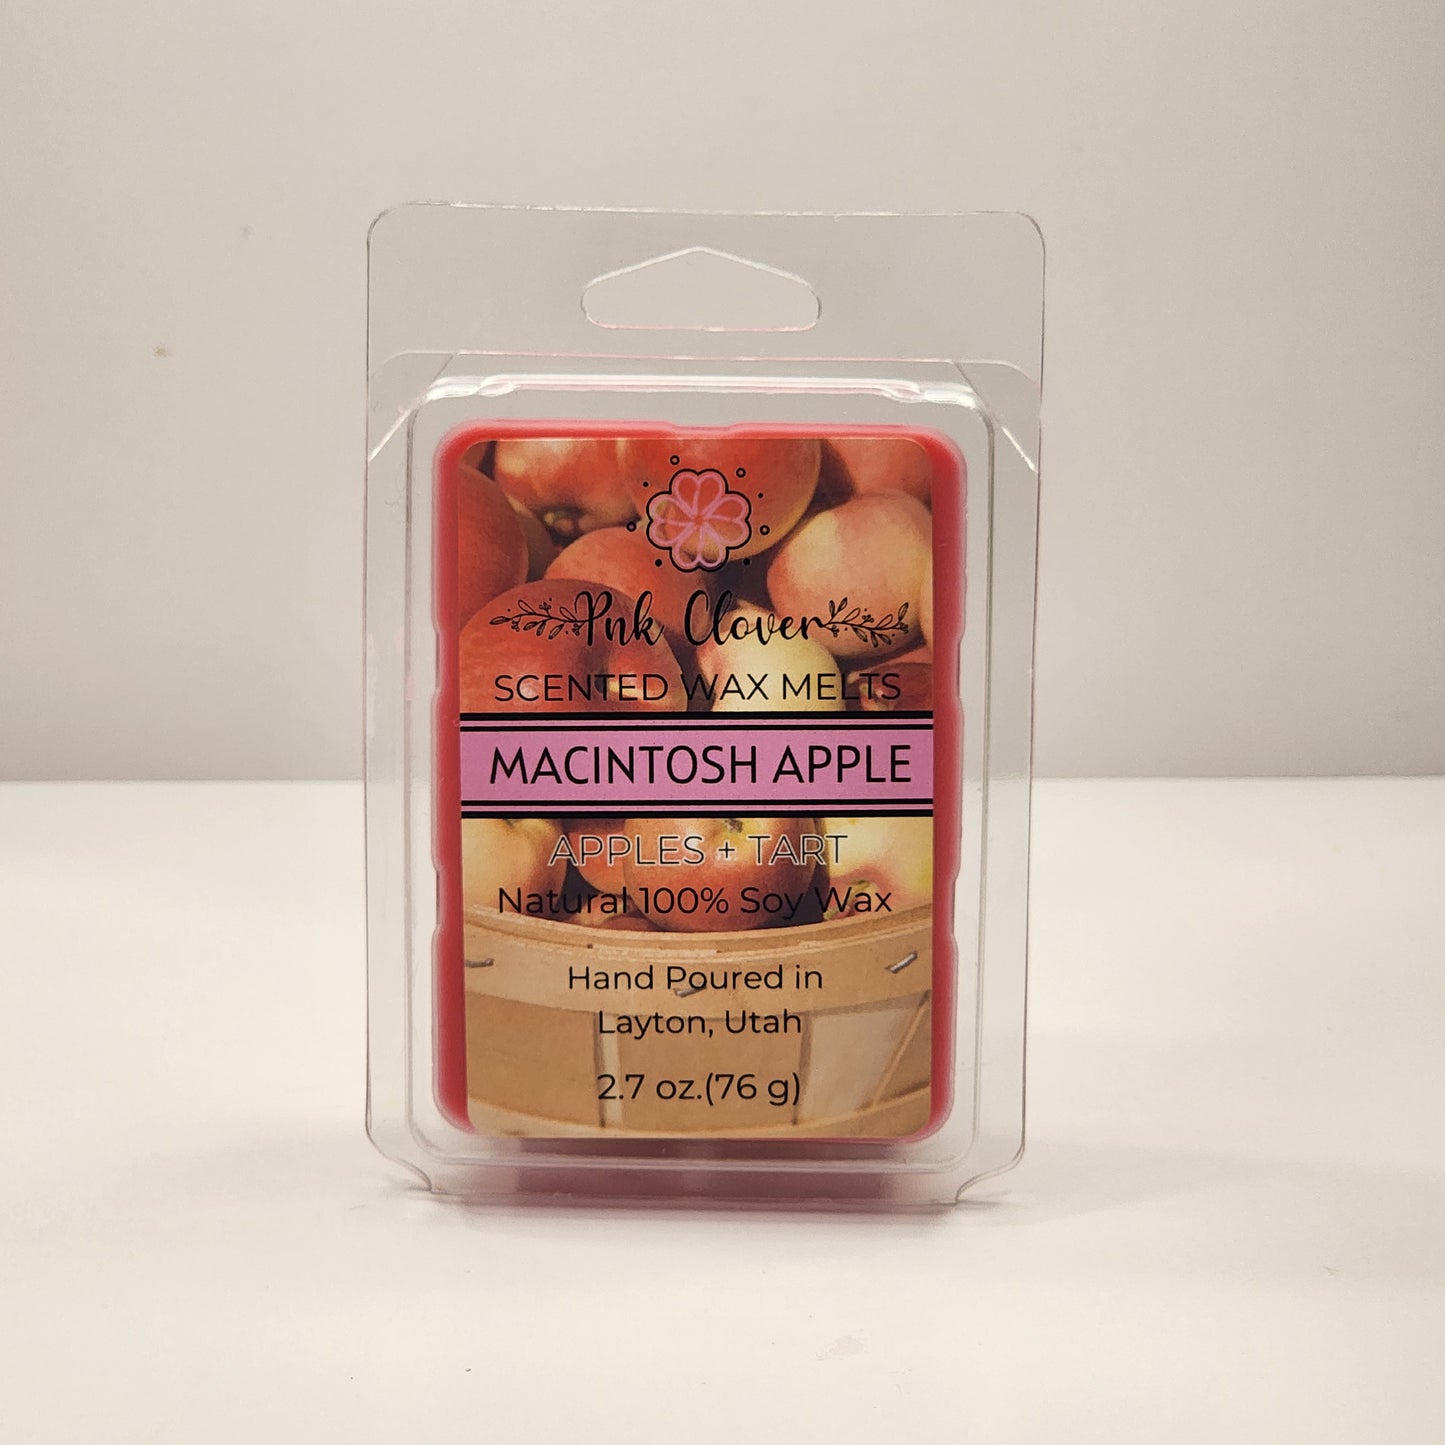 Pnk Clover
SCENTED WAX MELTS
MACINTOSH APPLE
APPLES + TART
Natural 100% Soy Wax
Hand Poured in
Layton, Utah
2.7 oz.(76 g)